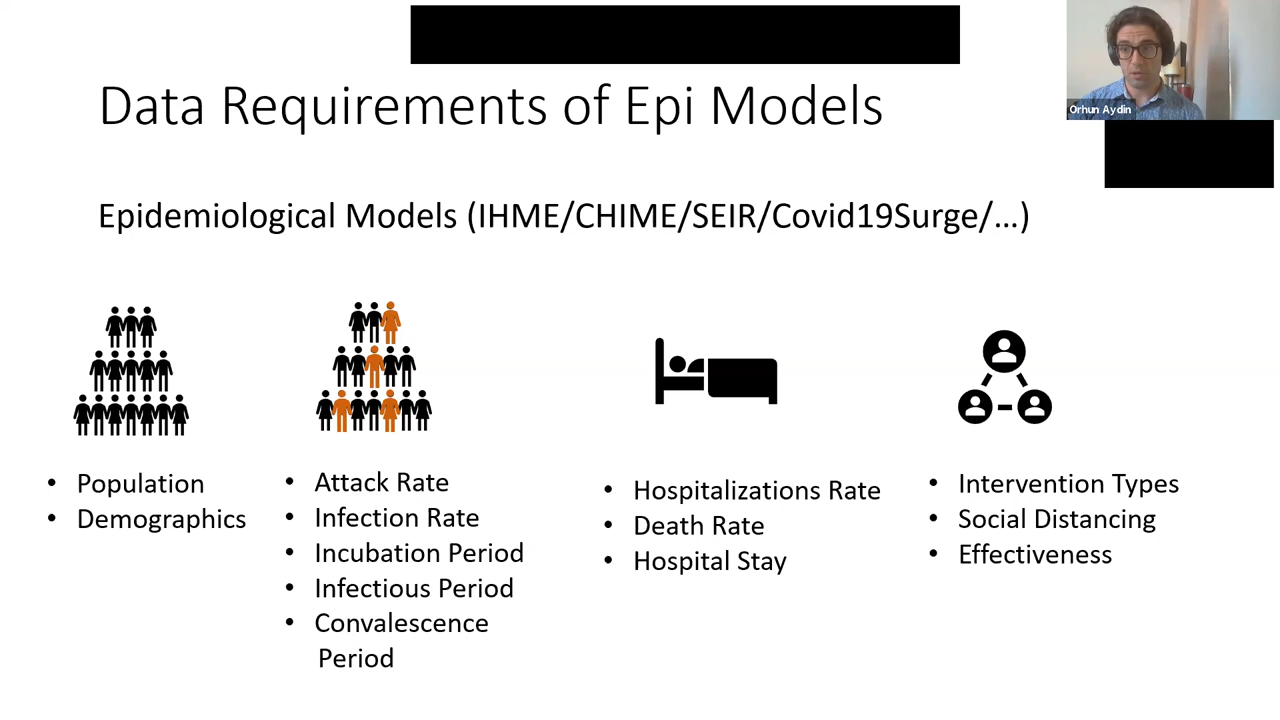 Data Requirements of Epi Models
Orhun Aydin
Epidemiological Models (IHME/CHIME/SEIR/Covid19Surge/...)
• Population
• Demographics
• Attack Rate
• Infection Rate
• Incubation Period
• Infectious Period
• Convalescence
Period
• Hospitalizations Rate
• Death Rate
• Hospital Stay
• Intervention Types
• Social Distancing
• Effectiveness